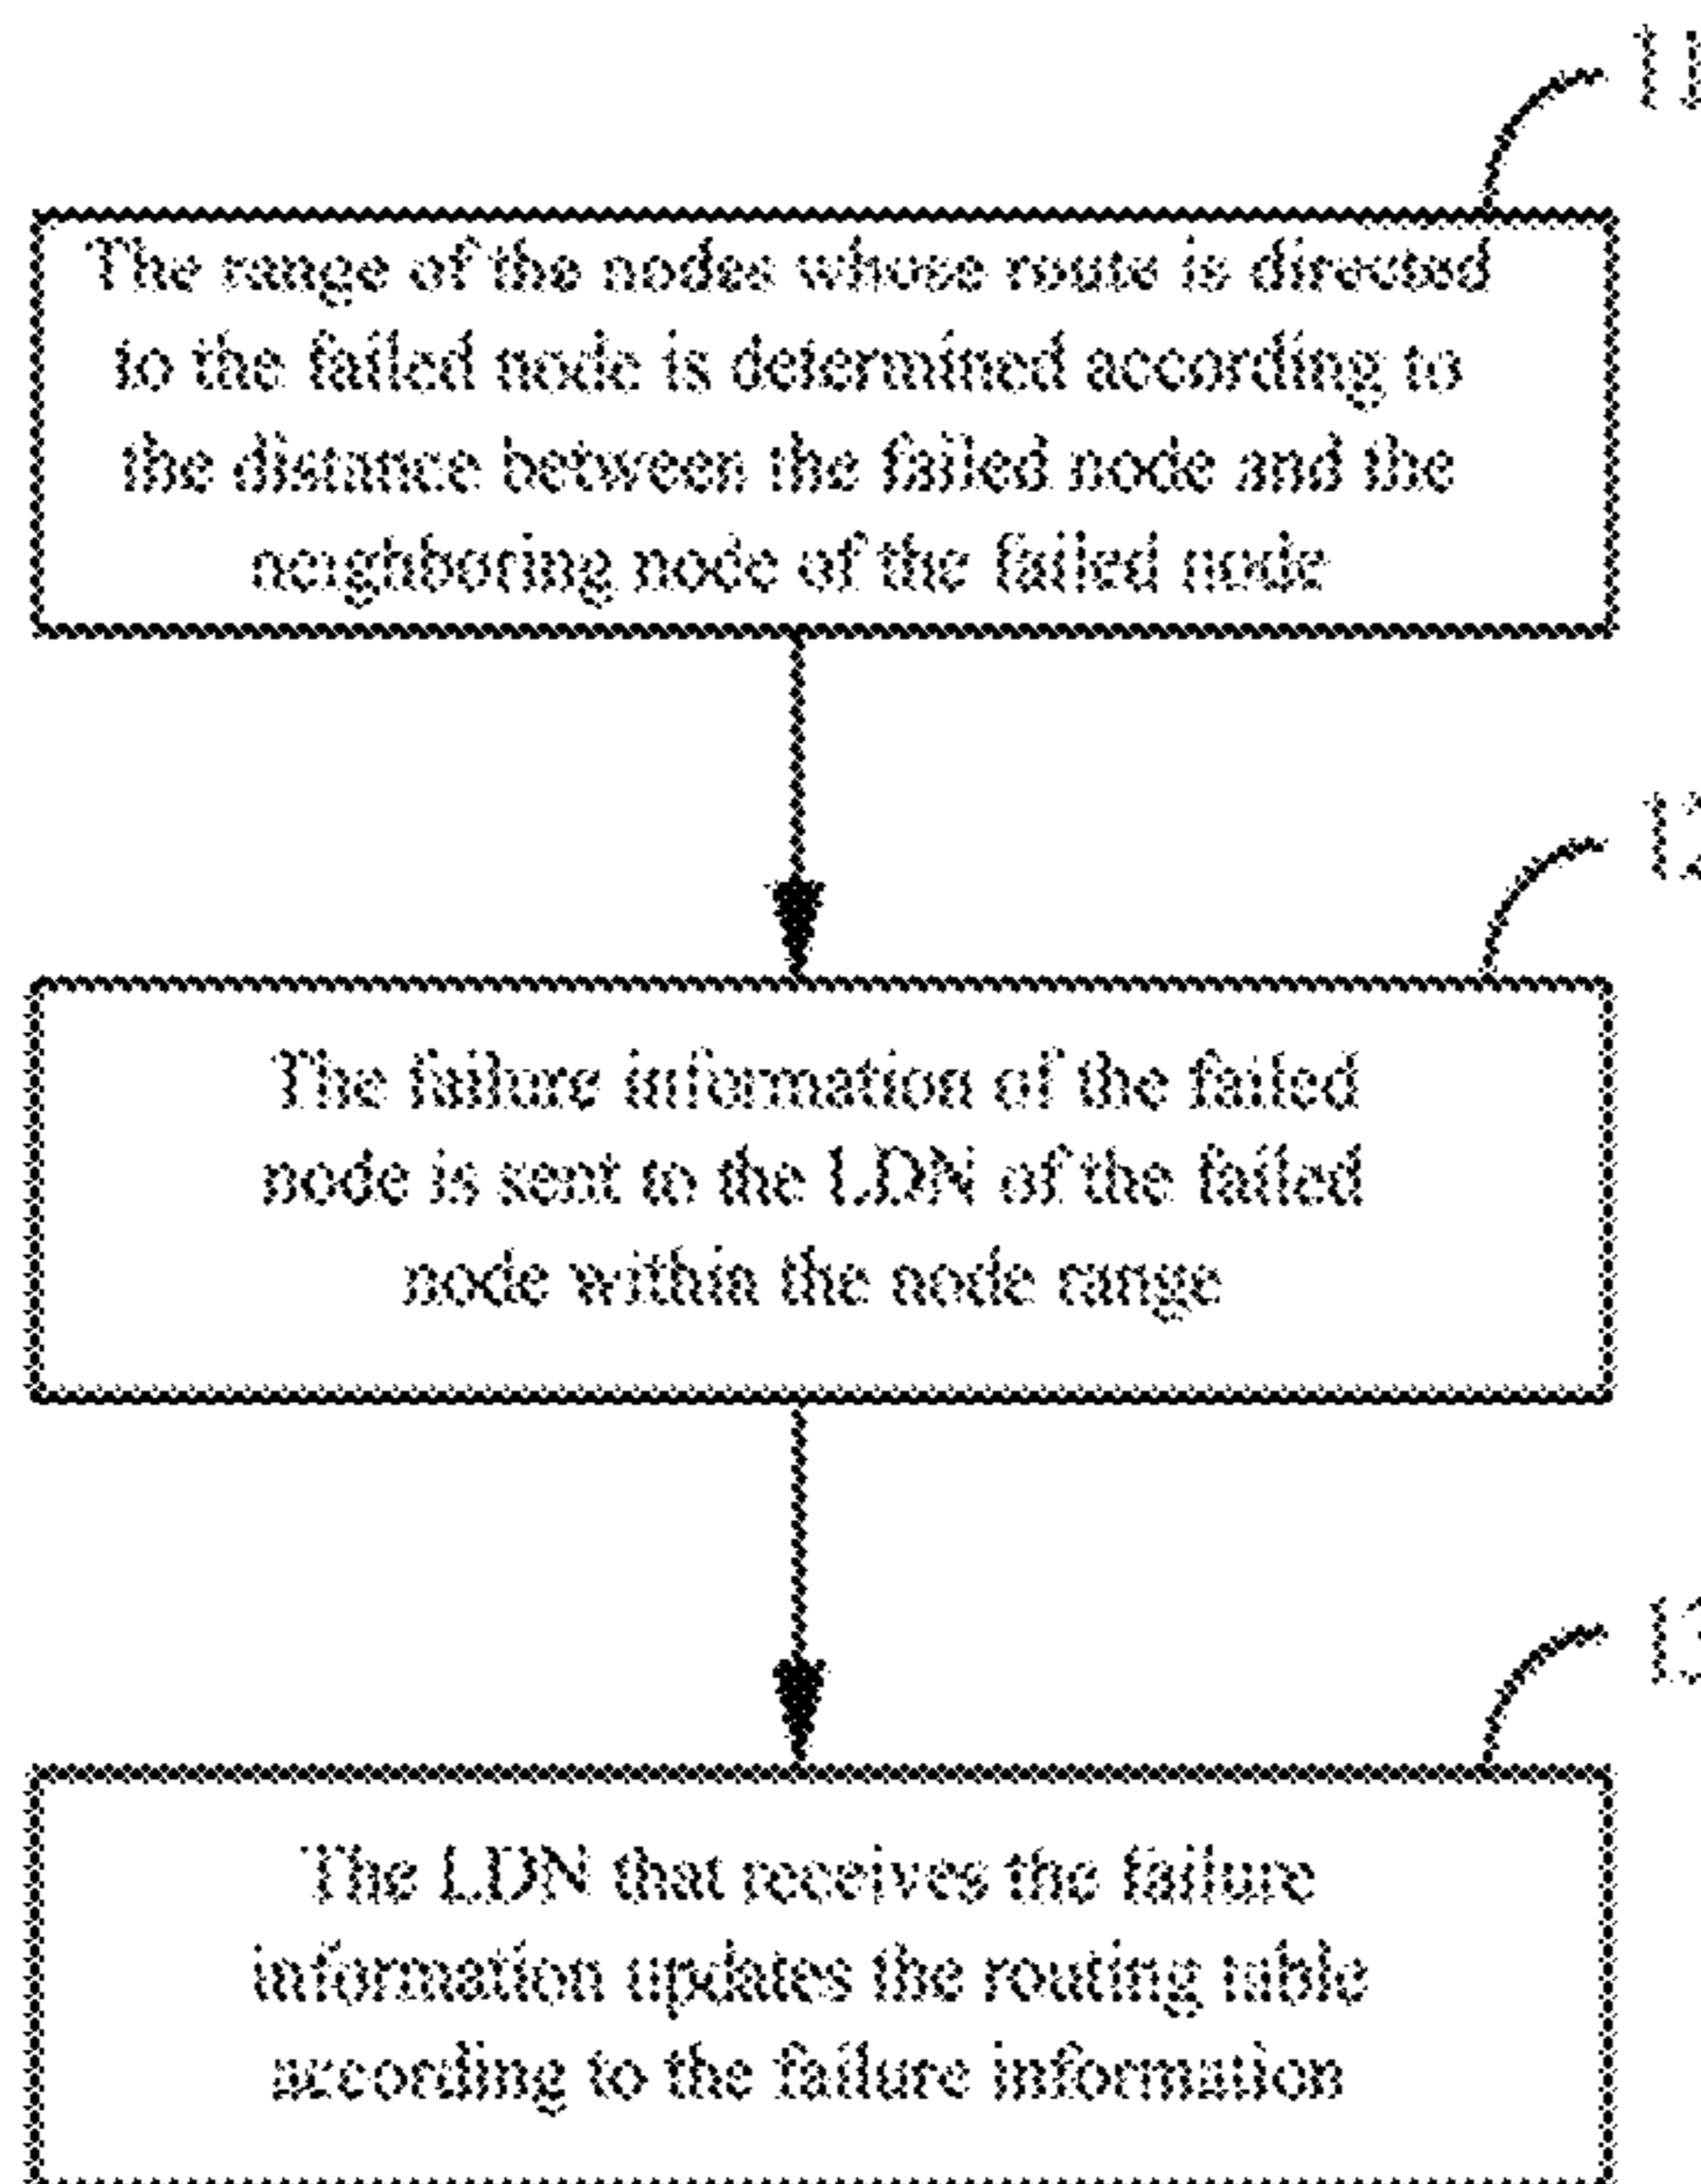 11
The range of the nodes whose route is directed
to the failed node is determined according to
the distance between the failed node and the
neighboring node of the failed node
12
The failure information of the failed
node is sent to the LDN of the failed
node within the node range
13
The LDN that receives the failure
information updates the routing table
according to the failure information